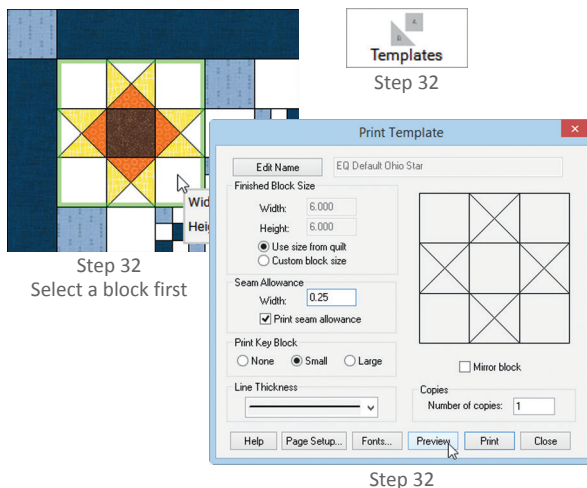 A
D
Templates
Step 32
Wid
Hei
Step 32
Select a block first
Print Template
×
Edit Name
EQ Default Ohio Star
Finished Block Size
Width: 6.000
Height: 6.000
Use size from quilt
Custom block size
Seam Allowance
Width: 0.25
Print seam allowance
Print Key Block
None Small Large
Line Thickness
Mirror block
Copies
Number of copies: 1
Help Page Setup... Fonts... Preview Print Close
Step 32